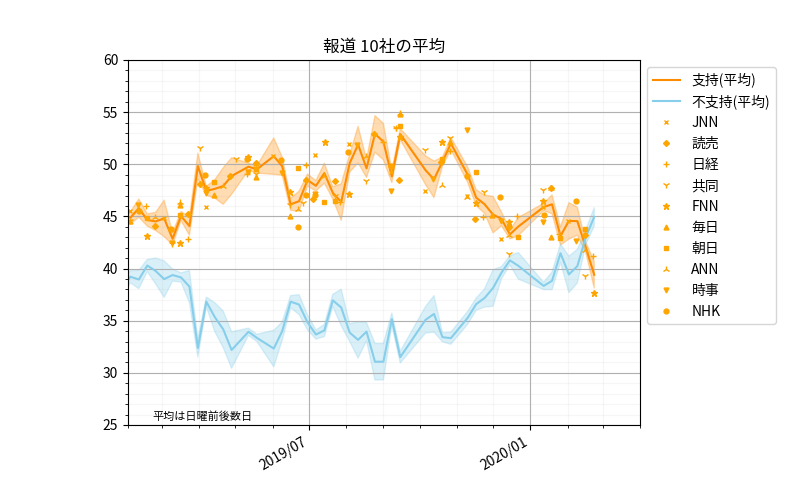 報道 10社の平均
60
55
50
45
40
35
30
25
平均は日曜前後数日
2019/07
2020/01
支持(平均)
不支持(平均)
JNN
読売
日経
共同
FNN
毎日
朝日
ANN
時事
NHK